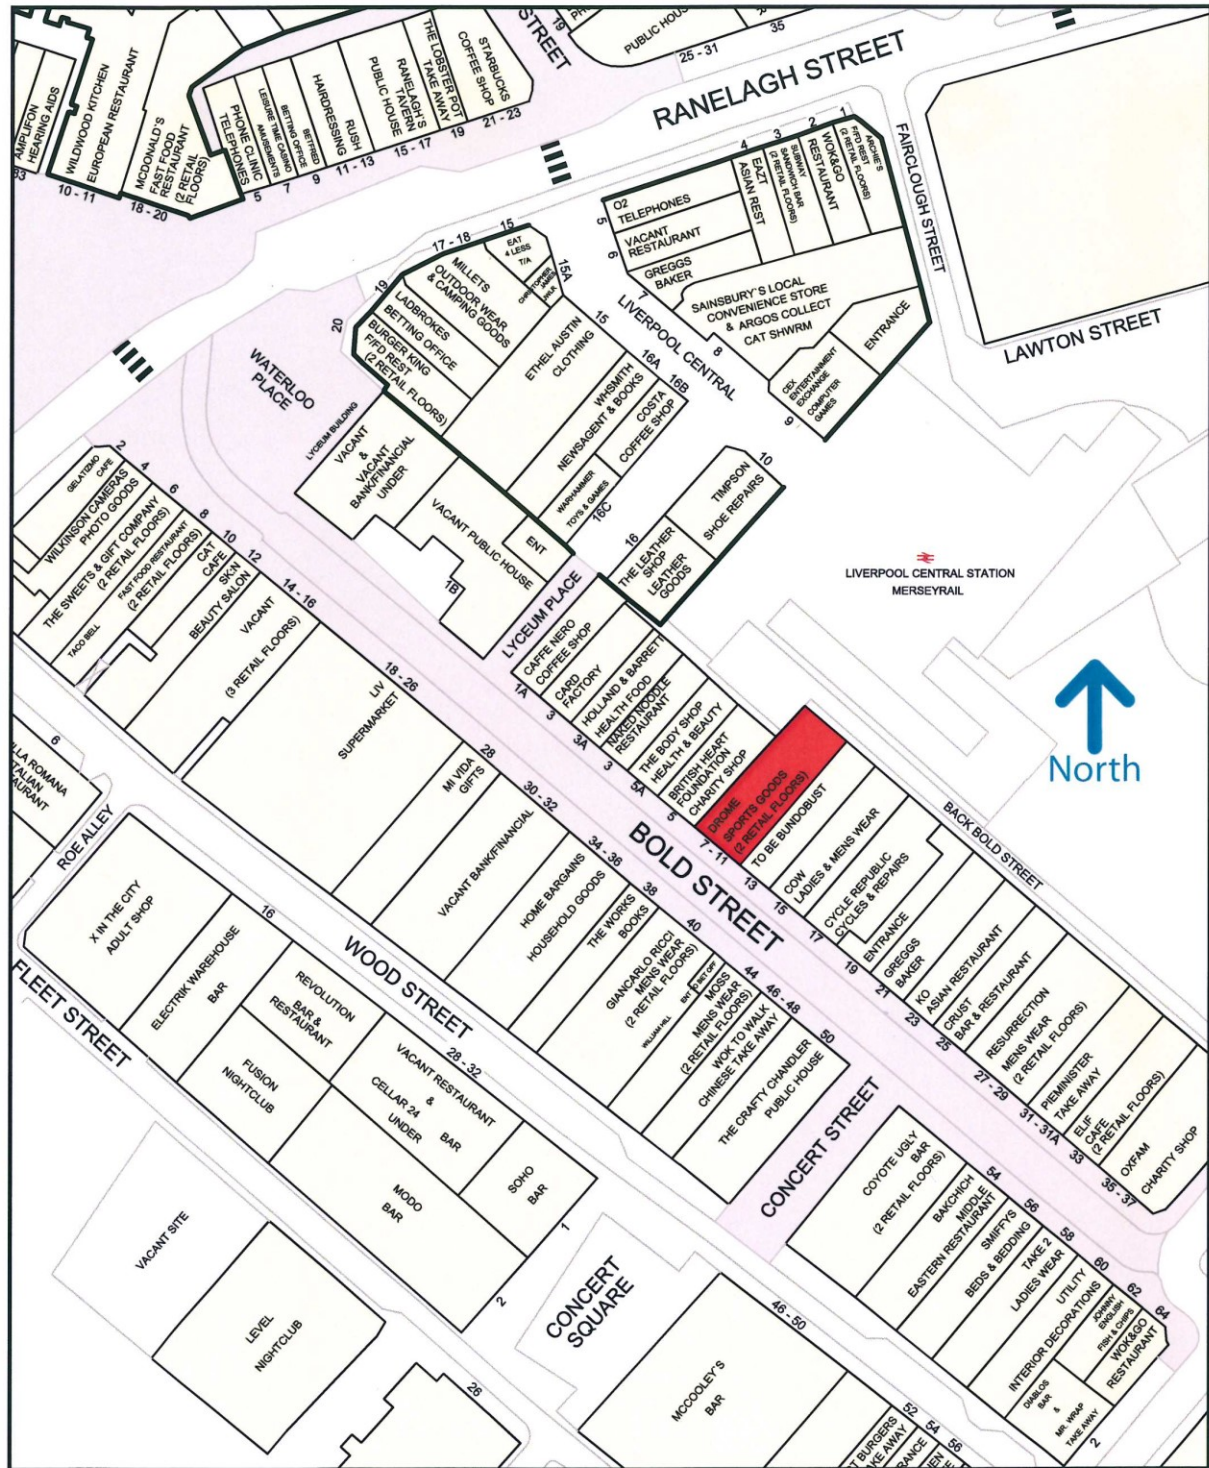 STREET
19
PUBLIC HOU
25 - 31
35
RANELAGH STREET
AMPLIFON
HEARING AIDS
WILDWOOD KITCHEN
EUROPEAN RESTAURANT
10 - 11
MCDONALD'S
FAST FOOD
RESTAURANT
(2 RETAIL
FLOORS)
18 - 20
PHONE CLINIC
TELEPHONES
5
LEISURE TIME CASINO
AMUSEMENTS
7
BETTING OFFICE
BETFRED
9
HAIRDRESSING
RUSH
11 - 13
PUBLIC HOUSE
RANELAGH'S
TAVERN
15 - 17
THE LOBSTER POT
TAKE AWAY
19
STARBUCKS
COFFEE SHOP
21 - 23
FAIRCLOUGH STREET
LAWTON STREET
O2
TELEPHONES
5
VACANT
RESTAURANT
6
GREGGS
BAKER
7
4
EAZT
ASIAN REST
3
SUBWAY
SANDWICH BAR
(2 RETAIL FLOORS)
2
WOK&GO
RESTAURANT
1
ARCHIE'S
F/FD REST
(2 RETAIL FLOORS)
SAINSBURY'S LOCAL
CONVENIENCE STORE
& ARGOS COLLECT
CAT SHWRM
8
ENTRANCE
CEX
ENTERTAINMENT
EXCHANGE
COMPUTER
GAMES
9
LIVERPOOL CENTRAL
WATERLOO
PLACE
17 - 18
15
EAT
4 LESS
T/A
CHRISTOPHER
JAMES
JWLR
15A
MILLETS
OUTDOOR WEAR
& CAMPING GOODS
19
LADBROKES
BETTING OFFICE
20
BURGER KING
F/FD REST
(2 RETAIL FLOORS)
ETHEL AUSTIN
CLOTHING
15
WHSMITH
NEWSAGENT & BOOKS
16A
COSTA
COFFEE SHOP
16B
WARHAMMER
TOYS & GAMES
16C
LYCEUM BUILDING
VACANT
&
VACANT
BANK/FINANCIAL
UNDER
VACANT PUBLIC HOUSE
1B
ENT
10
TIMPSON
SHOE REPAIRS
16
THE LEATHER
SHOP
LEATHER
GOODS
LYCEUM PLACE
LIVERPOOL CENTRAL STATION
MERSEYRAIL
North
2
GELATIZMO
CAFE
4
WILKINSON CAMERAS
PHOTO GOODS
6
THE SWEETS & GIFT COMPANY
(2 RETAIL FLOORS)
8
TACO BELL
FAST FOOD RESTAURANT
(2 RETAIL FLOORS)
10
CAT
CAFE
12
SK:N
BEAUTY SALON
14 - 16
VACANT
(3 RETAIL FLOORS)
18 - 26
LIV
SUPERMARKET
28
MI VIDA
GIFTS
30 - 32
VACANT BANK/FINANCIAL
34 - 36
HOME BARGAINS
HOUSEHOLD GOODS
38
THE WORKS
BOOKS
40
GIANCARLO RICCI
MENS WEAR
(2 RETAIL FLOORS)
WILLIAM HILL
BET OFF
ENT
44
MOSS
MENS WEAR
(2 RETAIL FLOORS)
46 - 48
WOK TO WALK
CHINESE TAKE AWAY
50
THE CRAFTY CHANDLER
PUBLIC HOUSE
BOLD STREET
CAFFE NERO
COFFEE SHOP
1A
CARD
FACTORY
3
HOLLAND & BARRETT
HEALTH FOOD
3A
NAKED NOODLE
RESTAURANT
3
THE BODY SHOP
HEALTH & BEAUTY
5A
BRITISH HEART
FOUNDATION
CHARITY SHOP
5
DROME
SPORTS GOODS
(2 RETAIL FLOORS)
7 - 11
TO BE BUNDOBUST
13
COW
LADIES & MENS WEAR
15
CYCLE REPUBLIC
CYCLES & REPAIRS
17
ENTRANCE
19
GREGGS
BAKER
21
KO
ASIAN RESTAURANT
23
CRUST
BAR & RESTAURANT
25
RESURRECTION
MENS WEAR
(2 RETAIL FLOORS)
27 - 29
PIEMINISTER
TAKE AWAY
31 - 31A
ELIF
CAFE
(2 RETAIL FLOORS)
33
OXFAM
CHARITY SHOP
35 - 37
BACK BOLD STREET
6
ROE ALLEY
X IN THE CITY
ADULT SHOP
16
ELECTRIK WAREHOUSE
BAR
REVOLUTION
BAR &
RESTAURANT
WOOD STREET
FLEET STREET
FUSION
NIGHTCLUB
28 - 32
VACANT RESTAURANT
&
CELLAR 24 BAR
UNDER
MODO
BAR
SOHO
BAR
1
2
VACANT SITE
LEVEL
NIGHTCLUB
26
CONCERT
SQUARE
CONCERT STREET
COYOTE UGLY
BAR
(2 RETAIL FLOORS)
54
BAKCHICH
MIDDLE
EASTERN RESTAURANT
56
SMIFFYS
BEDS & BEDDING
58
TAKE 2
LADIES WEAR
60
UTILITY
INTERIOR DECORATIONS
62
JOHNNY
ENGLISH
FISH & CHIPS
64
WOK&GO
RESTAURANT
DIABLOS
BAR
&
MR. WRAP
TAKE AWAY
2
46 - 50
MCCOOLEY'S
BAR
52
54
56